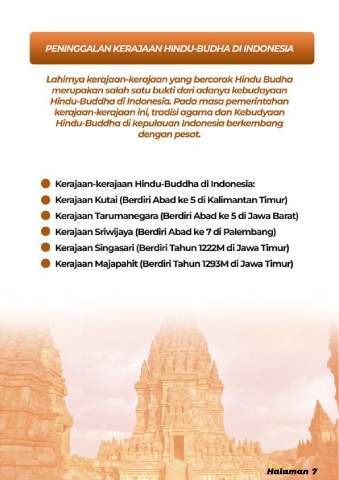 PENINGGALAN KERAJAAN HINDU-BUDHA DI INDONESIA
Lahirnya kerajaan-kerajaan yang bercorak Hindu Budha
merupakan salah satu bukti dari adanya kebudayaan
Hindu-Buddha di Indonesia. Pada masa pemerintahan
kerajaan-kerajaan ini, tradisi agama dan Kebudyaan
Hindu-Buddha di kepulauan Indonesia berkembang
dengan pesat.
Kerajaan-kerajaan Hindu-Buddha di Indonesia:
Kerajaan Kutai (Berdiri Abad ke 5 di Kalimantan Timur)
Kerajaan Tarumanegara (Berdiri Abad ke 5 di Jawa Barat)
Kerajaan Sriwijaya (Berdiri Abad ke 7 di Palembang)
Kerajaan Singasari (Berdiri Tahun 1222M di Jawa Timur)
Kerajaan Majapahit (Berdiri Tahun 1293M di Jawa Timur)
Halaman 7